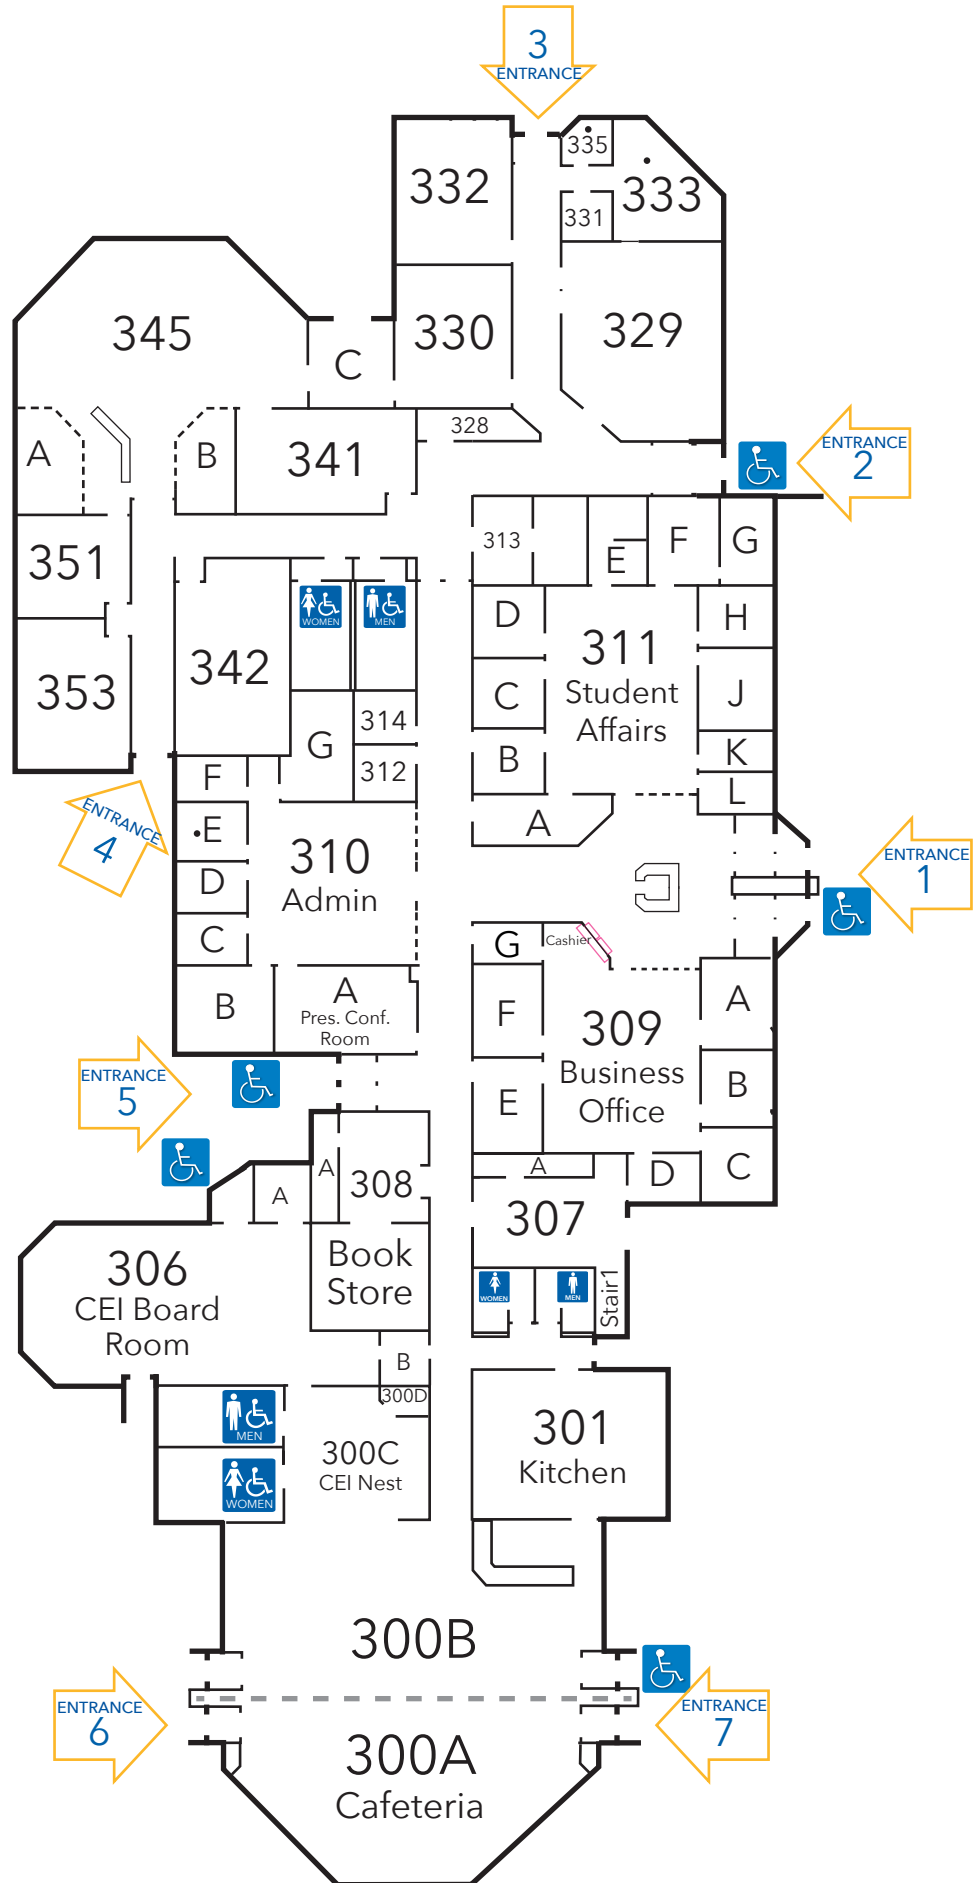 3
ENTRANCE
335
332
333
331
345
330
329
C
328
A
B
341
ENTRANCE
2
313
E
F
G
351
WOMEN
MEN
D
H
342
311
Student
Affairs
353
C
J
314
G
B
K
F
312
L
ENTRANCE
4
E
A
310
Admin
D
ENTRANCE
1
C
G
Cashier
B
A
Pres. Conf.
Room
F
309
Business
Office
A
ENTRANCE
5
E
B
A
308
A
D
C
A
307
306
CEI Board
Room
Book
Store
WOMEN
MEN
Stair1
B
300D
MEN
300C
CEI Nest
301
Kitchen
WOMEN
300B
ENTRANCE
6
ENTRANCE
7
300A
Cafeteria